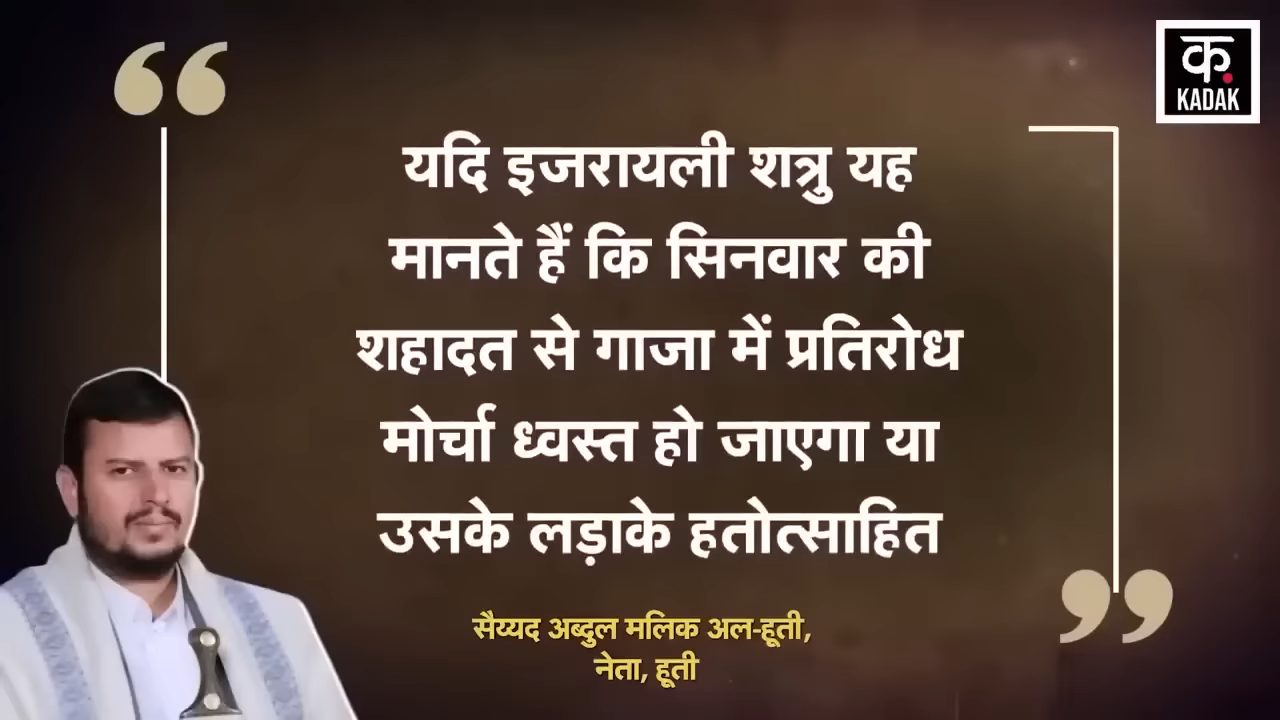 क
KADAK
यदि इजरायली शत्रु यह
मानते हैं कि सिनवार की
शहादत से गाजा में प्रतिरोध
मोर्चा ध्वस्त हो जाएगा या
उसके लड़ाके हतोत्साहित
सैय्यद अब्दुल मलिक अल-हूती,
नेता, हूती